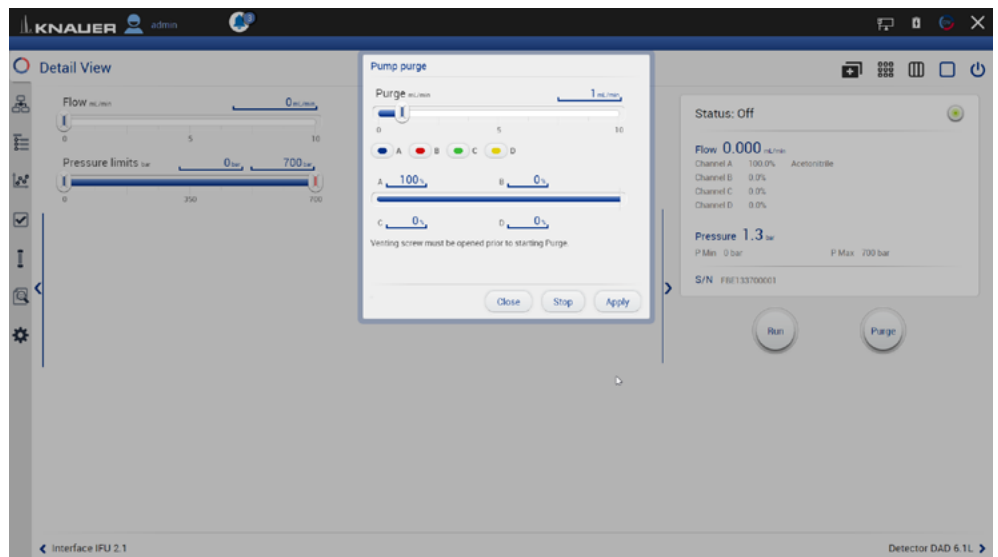 KNAUER admin
Detail View
Flow mL/min 0 mL/min
0 5 10
Pressure limits bar 0 bar 700 bar
0 350 700
Pump purge
Purge mL/min 1 mL/min
0 5 10
A B C D
A 100 % B 0 %
C 0 % D 0 %
Venting screw must be opened prior to starting Purge.
Close Stop Apply
Status: Off
Flow 0.000 mL/min
Channel A 100.0% Acetonitrile
Channel B 0.0%
Channel C 0.0%
Channel D 0.0%
Pressure 1.3 bar
P Min 0 bar P Max 700 bar
S/N
Run Purge
Interface IFU 2.1 Detector DAD 6.1L